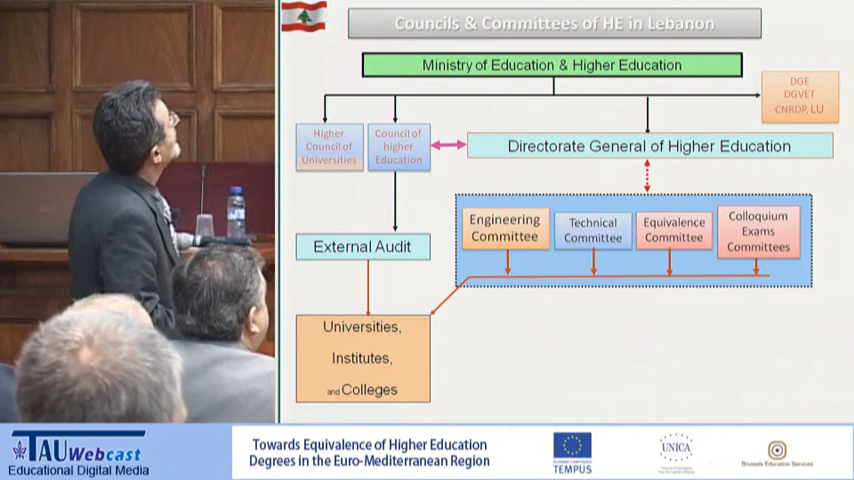 Councils & Committees of HE in Lebanon
Ministry of Education & Higher Education
DGE
DGVET
CNRDP, LU
Higher
Council of
Universities
Council of
higher
Education
Directorate General of Higher Education
Engineering
Committee
Technical
Committee
Equivalence
Committee
Colloquium
Exams
Committees
External Audit
Universities,
Institutes,
and Colleges
TAU Webcast
Educational Digital Media
Towards Equivalence of Higher Education
Degrees in the Euro-Mediterranean Region
TEMPUS
UNICA
Brussels Education Services